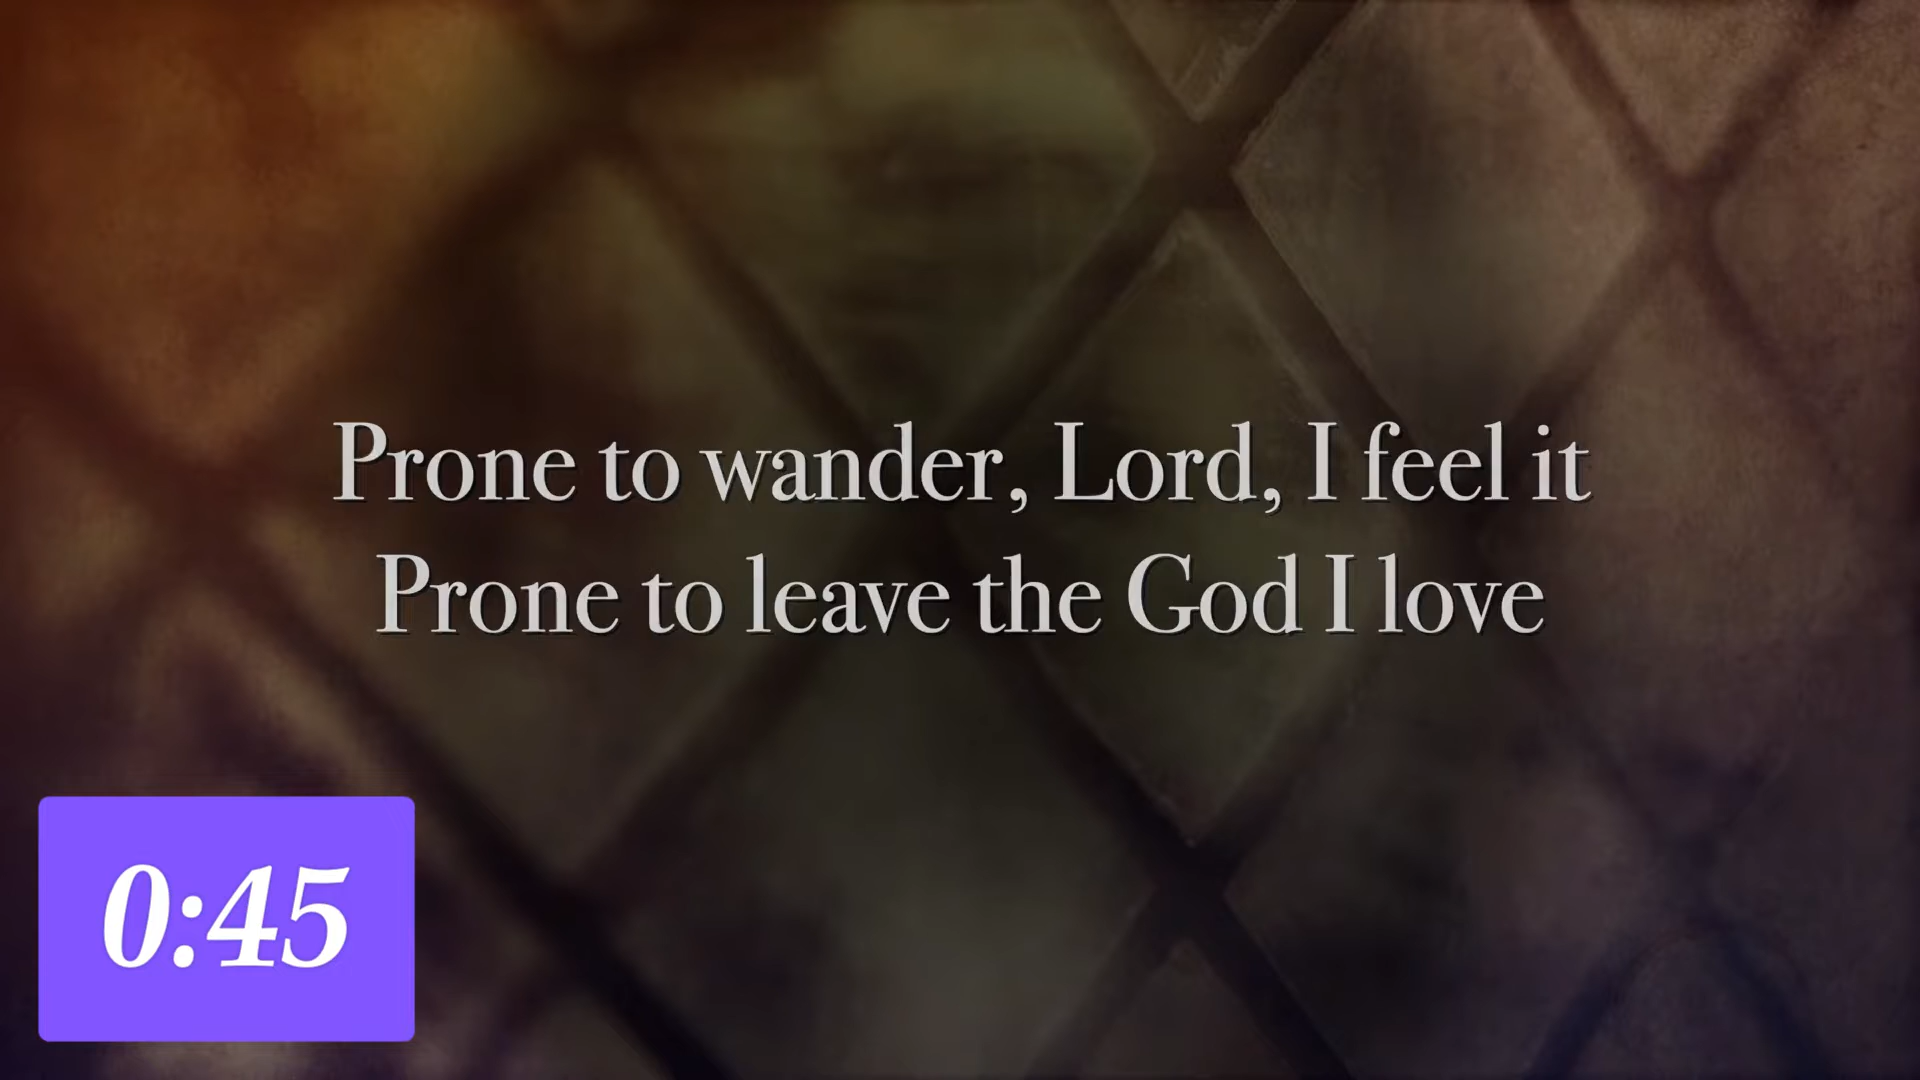 Prone to wander, Lord, I feel it
Prone to leave the God I love
0:45